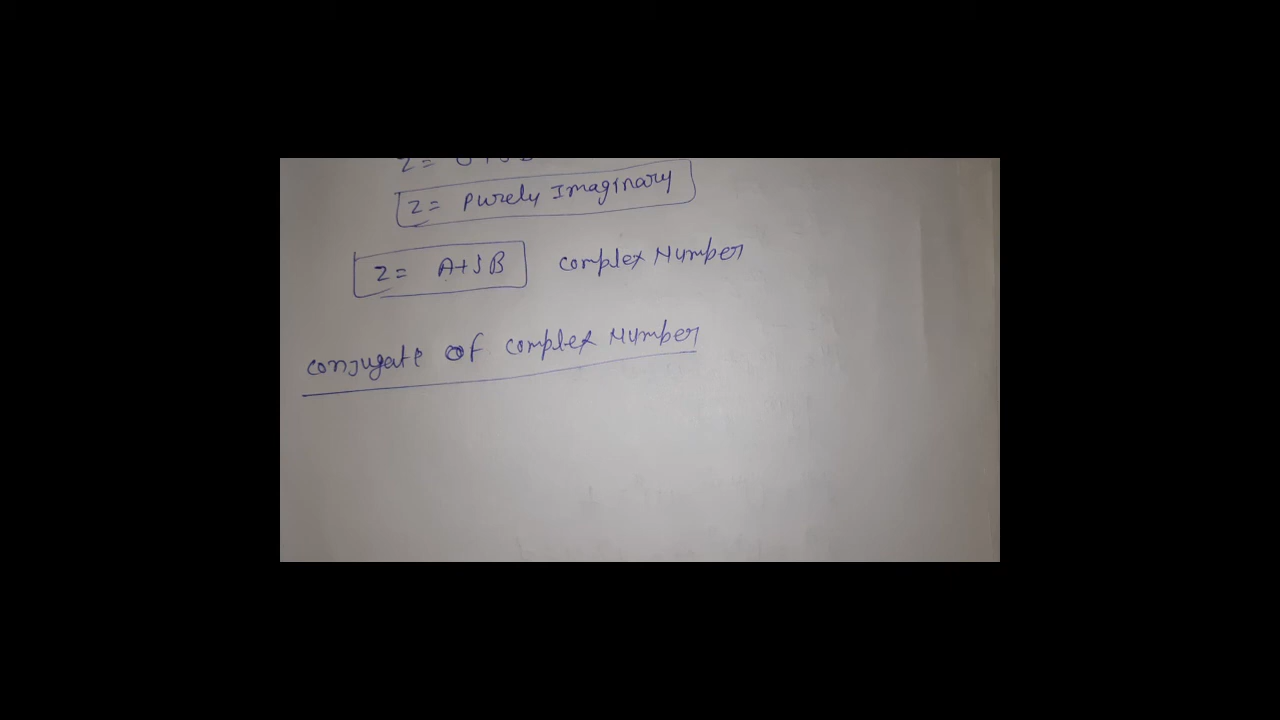 Z =
Z = Purely Imaginary
Z = A+JB complex Number
conjugate of complex Number